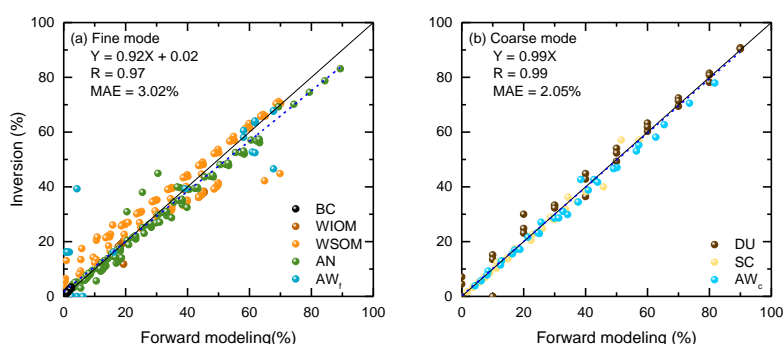 (a) Fine mode
Y = 0.92X + 0.02
R = 0.97
MAE = 3.02%
BC
WIOM
WSOM
AN
AWf
Inversion (%)
100
80
60
40
20
0
0 20 40 60 80 100
Forward modeling(%)
(b) Coarse mode
Y = 0.99X
R = 0.99
MAE = 2.05%
DU
SC
AWc
100
80
60
40
20
0
0 20 40 60 80 100
Forward modeling (%)